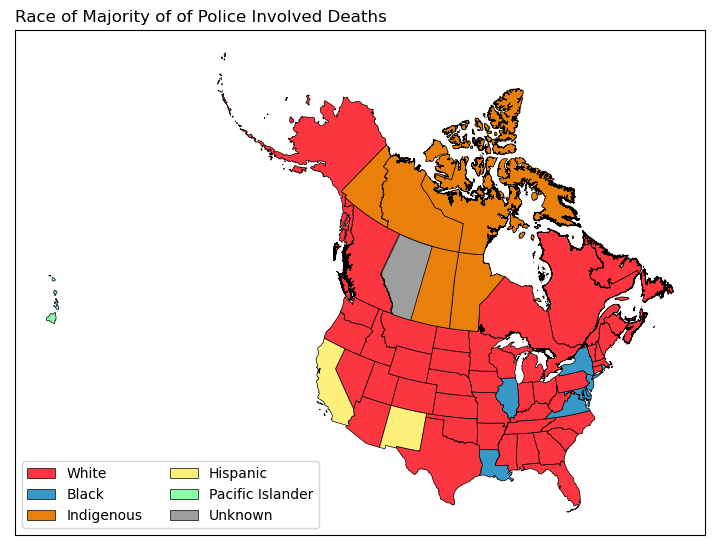 Race of Majority of of Police Involved Deaths
White
Black
Indigenous
Hispanic
Pacific Islander
Unknown